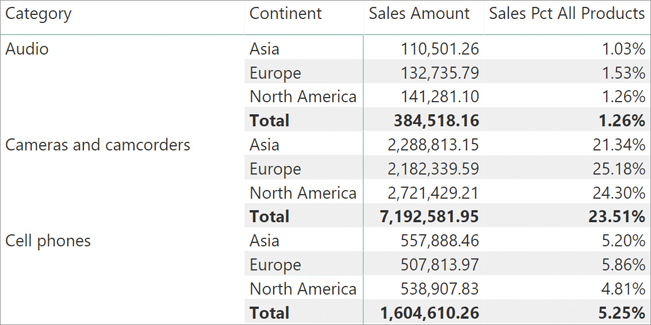 Category Continent Sales Amount Sales Pct All Products
Audio Asia 110,501.26 1.03%
Europe 132,735.79 1.53%
North America 141,281.10 1.26%
Total 384,518.16 1.26%
Cameras and camcorders Asia 2,288,813.15 21.34%
Europe 2,182,339.59 25.18%
North America 2,721,429.21 24.30%
Total 7,192,581.95 23.51%
Cell phones Asia 557,888.46 5.20%
Europe 507,813.97 5.86%
North America 538,907.83 4.81%
Total 1,604,610.26 5.25%